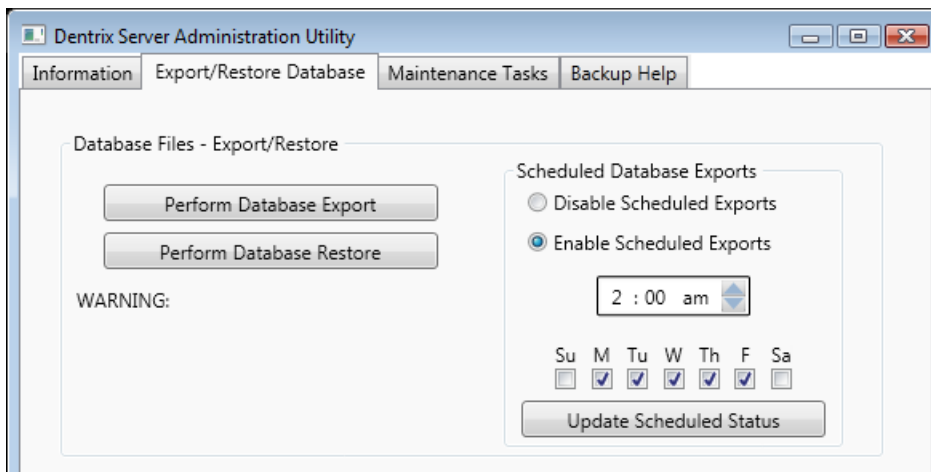 Dentrix Server Administration Utility
Information Export/Restore Database Maintenance Tasks Backup Help
Database Files - Export/Restore
Perform Database Export
Perform Database Restore
WARNING:
Scheduled Database Exports
Disable Scheduled Exports
Enable Scheduled Exports
2 : 00 am
Su M Tu W Th F Sa
Update Scheduled Status